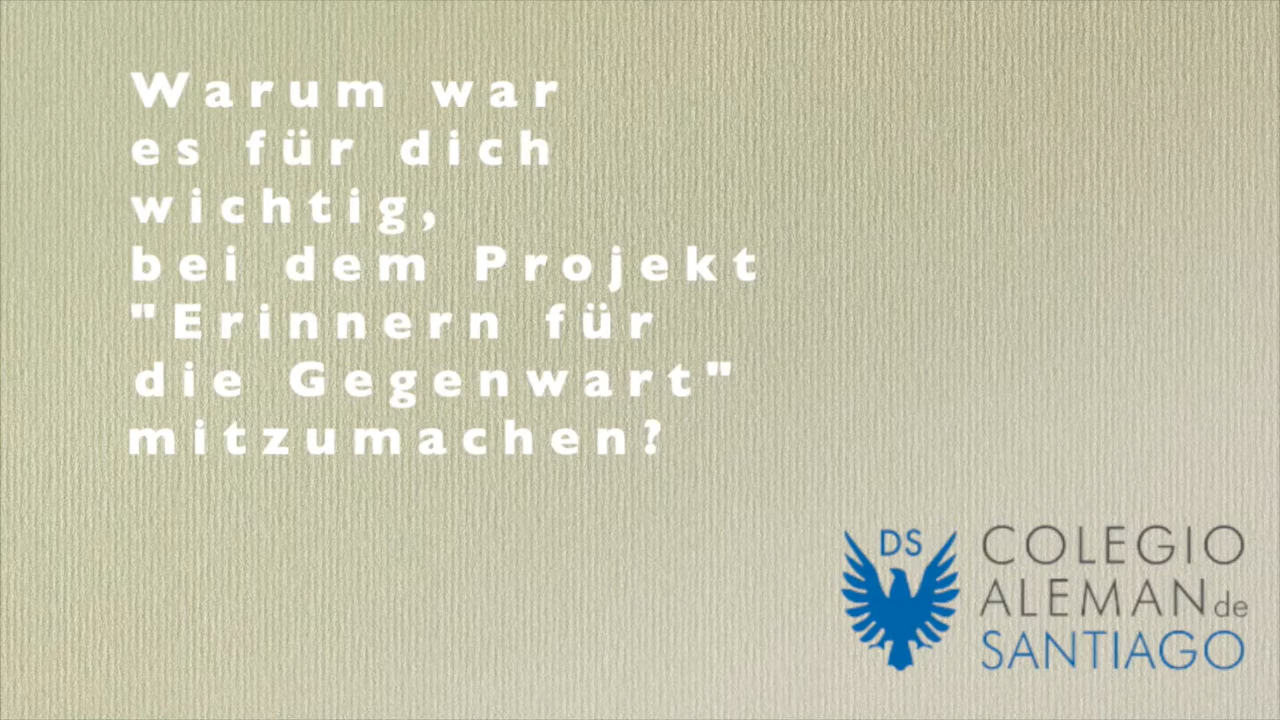 Warum war
es für dich
wichtig,
bei dem Projekt
"Erinnern für
die Gegenwart"
mitzumachen?
DS
COLEGIO
ALEMAN de
SANTIAGO